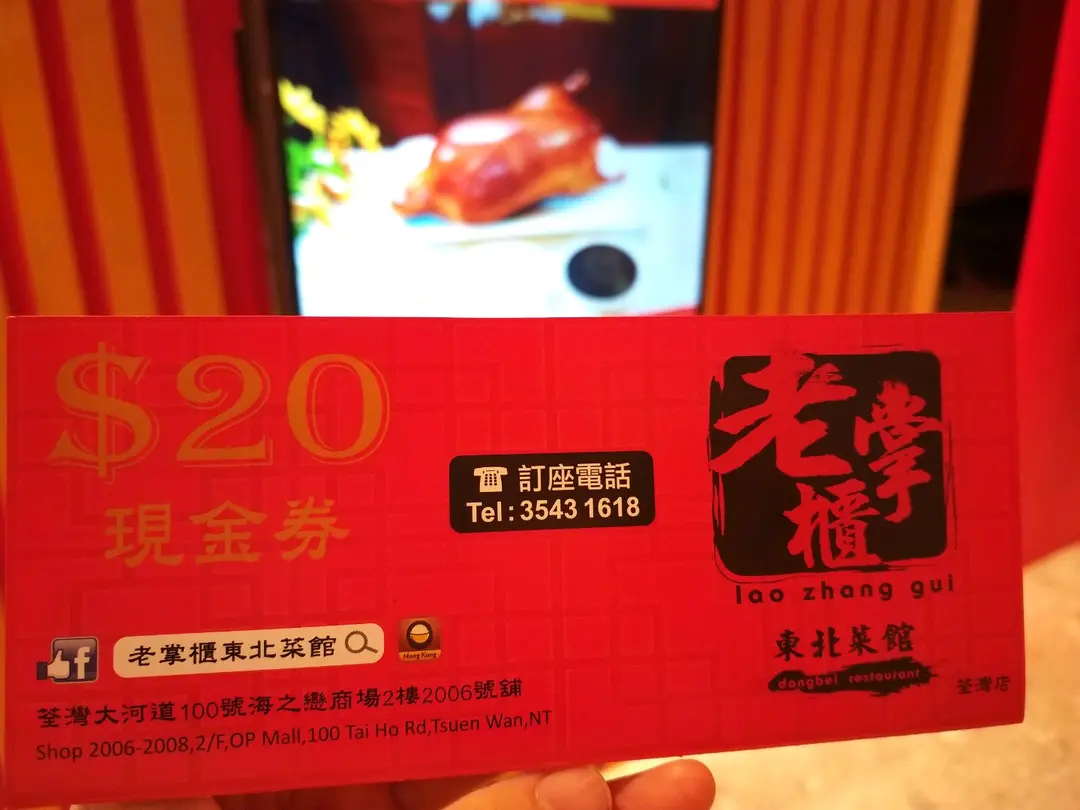 $20
現金券
訂座電話
Tel : 3543 1618
老掌櫃
lao zhang gui
東北菜館
dongbei restaurant
荃灣店
f
老掌櫃東北菜館
Hong Kong
荃灣大河道100號海之戀商場2樓2006號舖
Shop 2006-2008,2/F,OP Mall,100 Tai Ho Rd,Tsuen Wan,NT